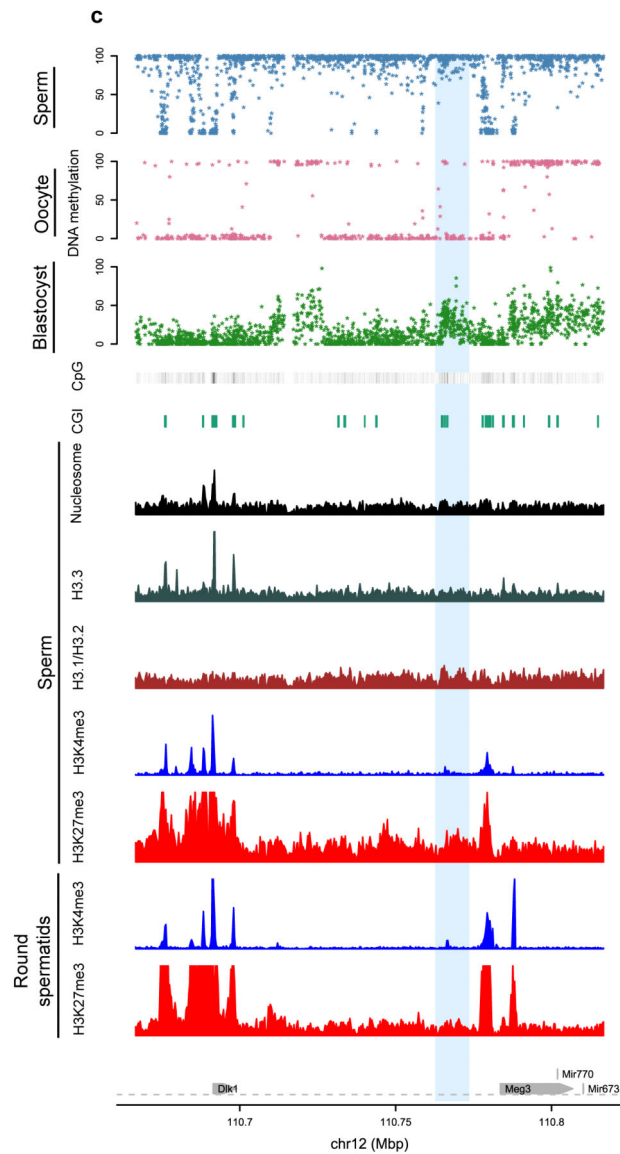 c
Sperm
100
50
0
Oocyte
DNA methylation
100
50
0
Blastocyst
100
50
0
CpG
CGI
Sperm
Nucleosome
H3.3
H3.1/H3.2
H3K4me3
H3K27me3
Round
spermatids
H3K4me3
H3K27me3
Mir770
Dlk1
Meg3
Mir673
110.7
110.75
110.8
chr12 (Mbp)